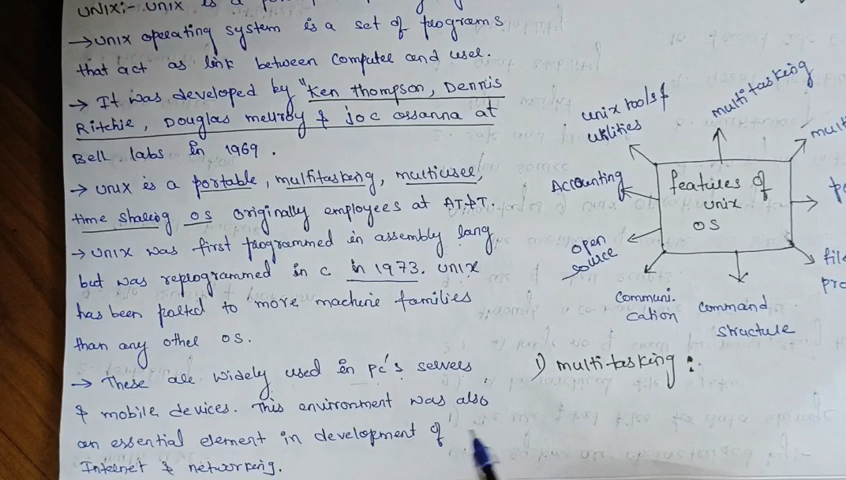 UNIX:- UNIX is a
→ UNIX operating system is a set of programs
that act as link between computer and user.
→ It was developed by "Ken Thompson, Dennis
Ritchie, Douglas melroy & joc ossanna at
Bell labs in 1969.
→ UNIX is a portable, multitasking, multiuser,
time sharing OS originally employees at AT&T.
→ UNIX was first programmed in assembly lang
but was reprogrammed in C in 1973. UNIX
has been ported to more machine families
than any other OS.
→ These are widely used in PC's servers
& mobile devices. This environment was also
an essential element in development of
Internet & networking.
unix tools &
utilities
multitasking
Accounting
open
source
communi-
cation
command
structure
features of
unix
OS
1) multitasking :-